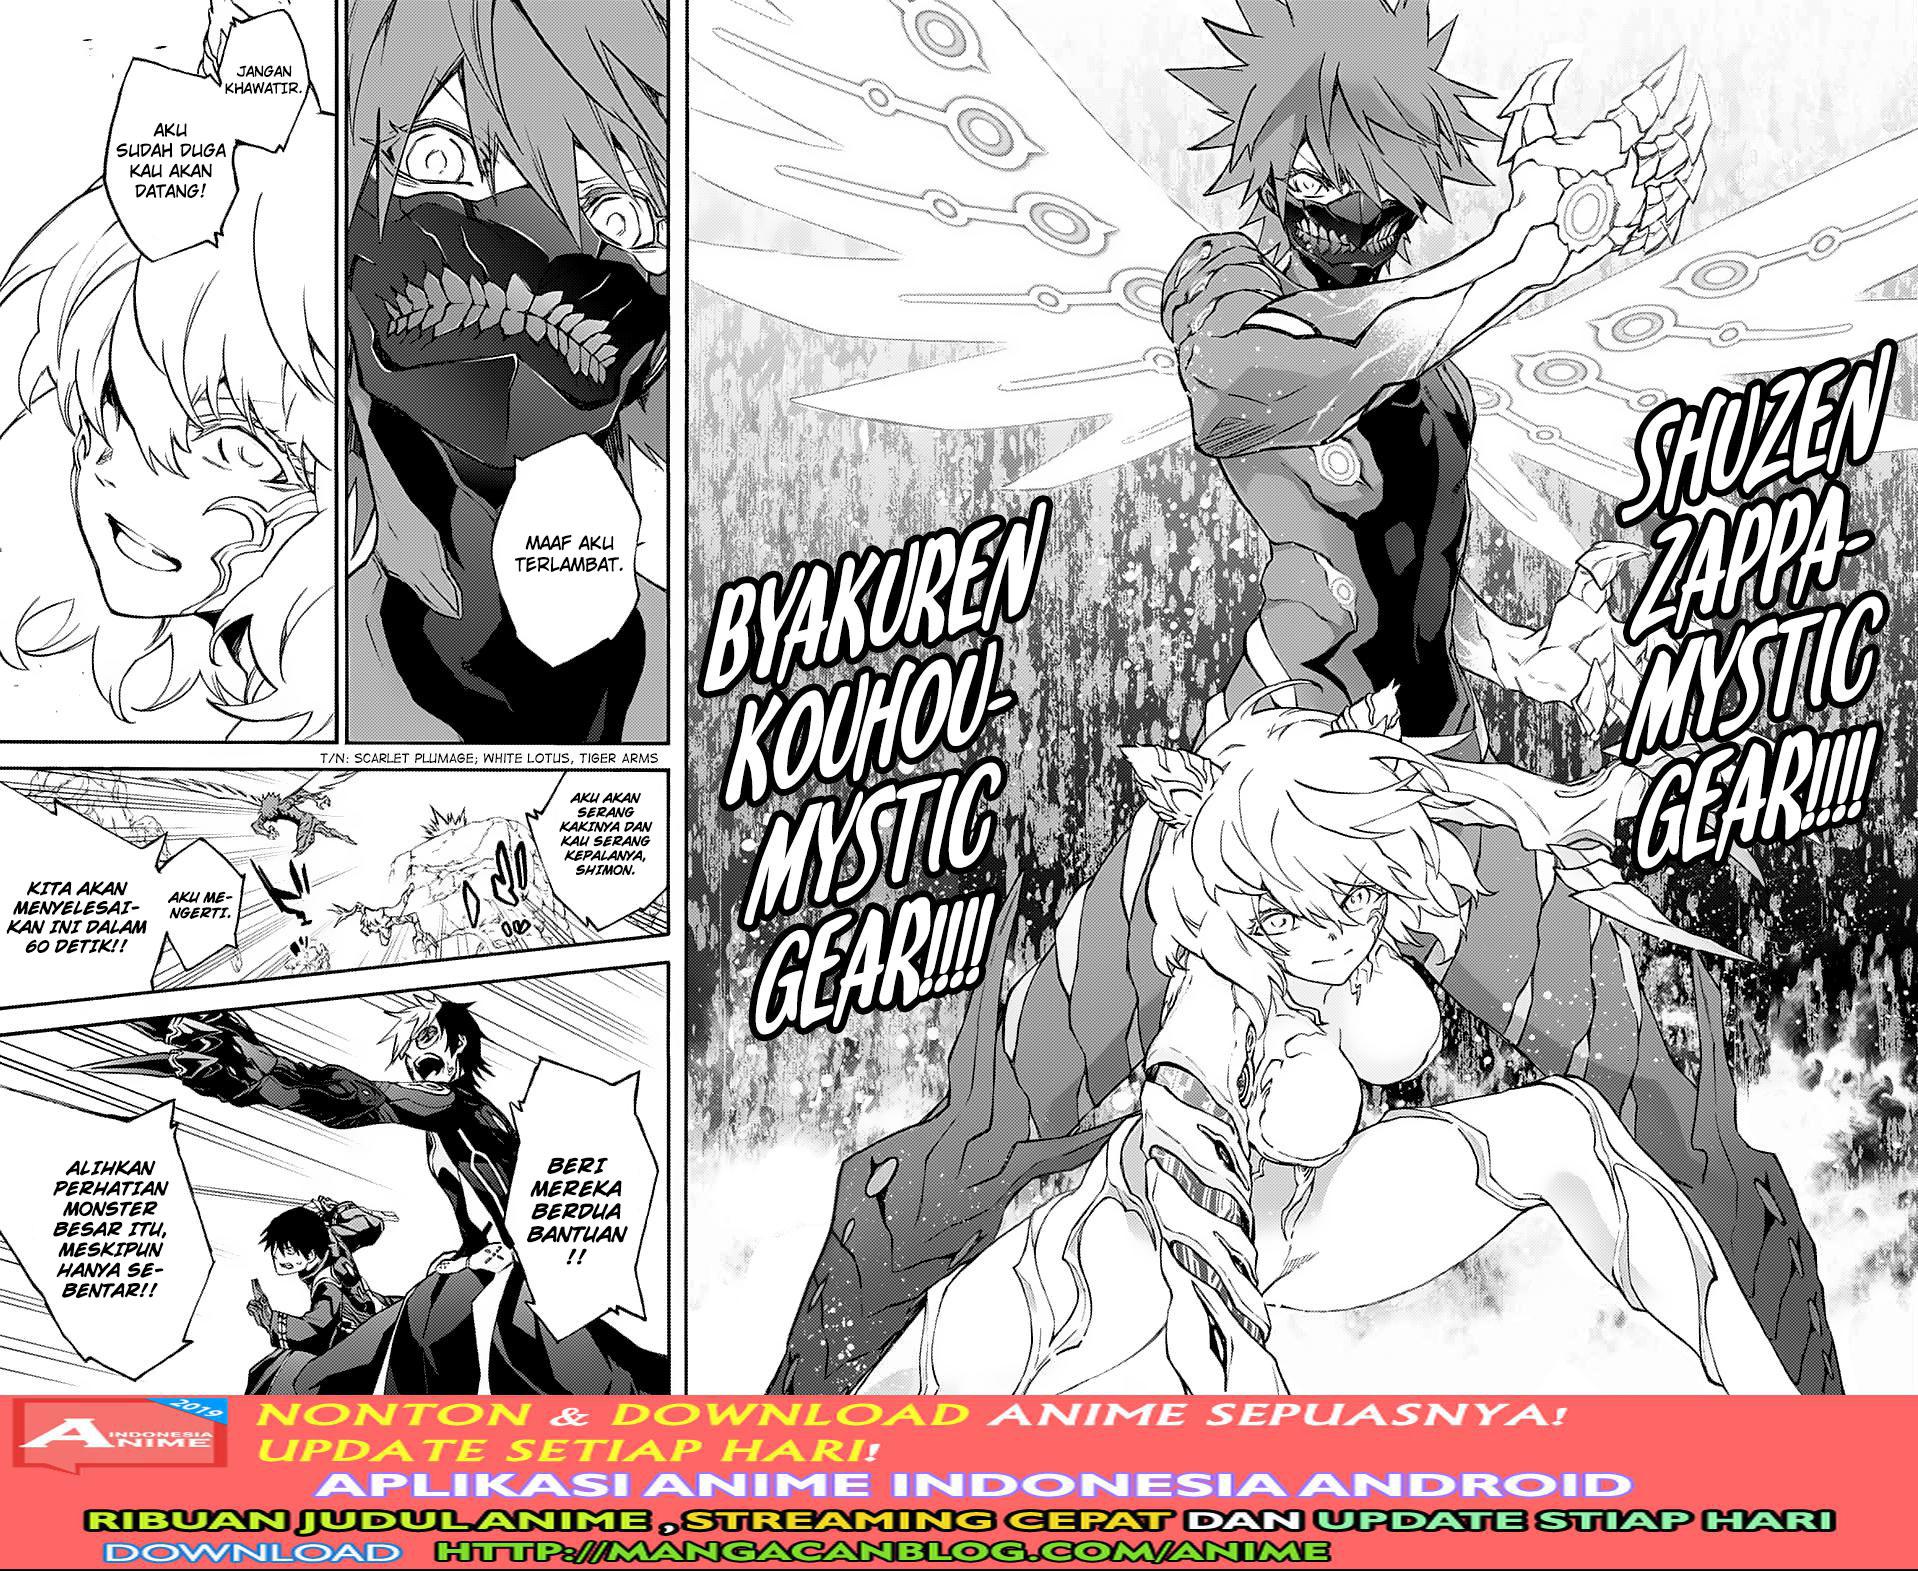 SHUZEN
ZAPPA-
MYSTIC
GEAR!!!!
BYAKUREN
KOUHOU-
MYSTIC
GEAR!!!!
MAAF AKU
TERLAMBAT.
JANGAN
KHAWATIR.
AKU
SUDAH DUGA
KAU AKAN
DATANG!
T/N: SCARLET PLUMAGE; WHITE LOTUS, TIGER ARMS
AKU AKAN
SERANG
KAKINYA DAN
KAU SERANG
KEPALANYA,
SHIMON.
AKU ME-
NGERTI.
KITA AKAN
MENYELESAI-
KAN INI DALAM
60 DETIK!!
BERI
MEREKA
BERDUA
BANTUAN
!!
ALIHKAN
PERHATIAN
MONSTER
BESAR ITU,
MESKIPUN
HANYA SE-
BENTAR!!
2019
INDONESIA
ANIME
NONTON & DOWNLOAD ANIME SEPUASNYA!
UPDATE SETIAP HARI!
APLIKASI ANIME INDONESIA ANDROID
RIBUAN JUDUL ANIME , STREAMING CEPAT DAN UPDATE STIAP HARI
DOWNLOAD HTTP://MANGACANBLOG.COM/ANIME